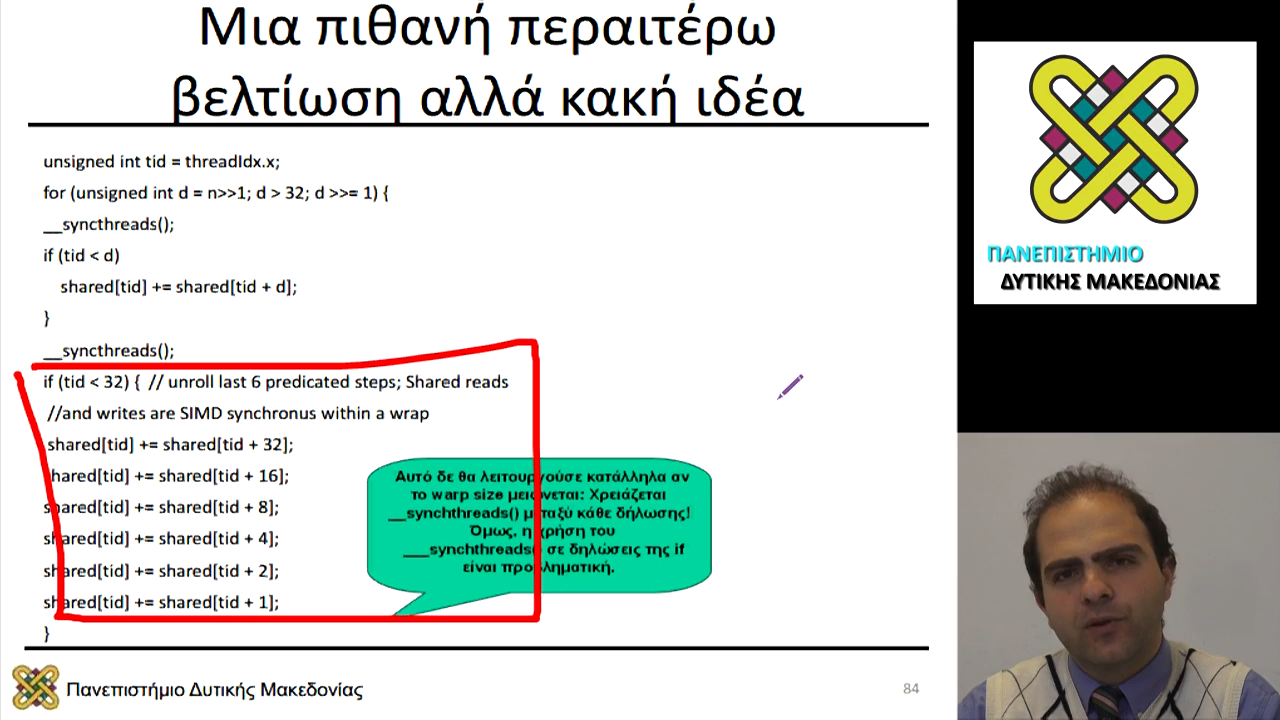 Μια πιθανή περαιτέρω
βελτίωση αλλά κακή ιδέα
unsigned int tid = threadIdx.x;
for (unsigned int d = n>>1; d > 32; d >>= 1) {
__syncthreads();
if (tid < d)
shared[tid] += shared[tid + d];
}
__syncthreads();
if (tid < 32) { // unroll last 6 predicated steps; Shared reads
//and writes are SIMD synchronus within a wrap
shared[tid] += shared[tid + 32];
shared[tid] += shared[tid + 16];
shared[tid] += shared[tid + 8];
shared[tid] += shared[tid + 4];
shared[tid] += shared[tid + 2];
shared[tid] += shared[tid + 1];
}
Αυτό δε θα λειτουργούσε κατάλληλα αν
το warp size μειώνεται: Χρειάζεται
__synchthreads() μεταξύ κάθε δήλωσης!
Όμως, η χρήση του
___synchthreads() σε δηλώσεις της if
είναι προβληματική.
Πανεπιστήμιο Δυτικής Μακεδονίας
84
ΠΑΝΕΠΙΣΤΗΜΙΟ
ΔΥΤΙΚΗΣ ΜΑΚΕΔΟΝΙΑΣ